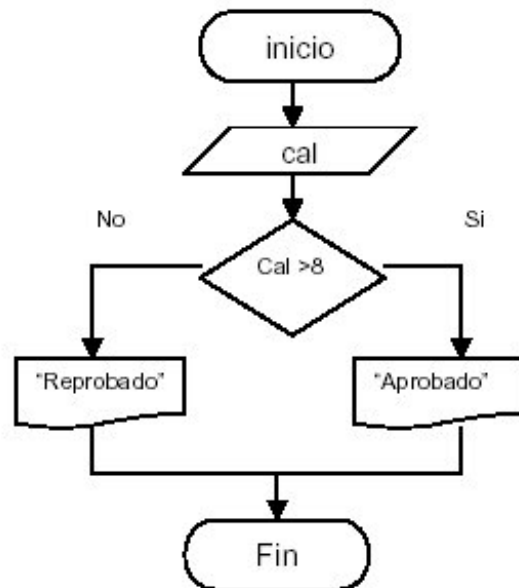 inicio
cal
No
Si
Cal >8
"Reprobado"
"Aprobado"
Fin